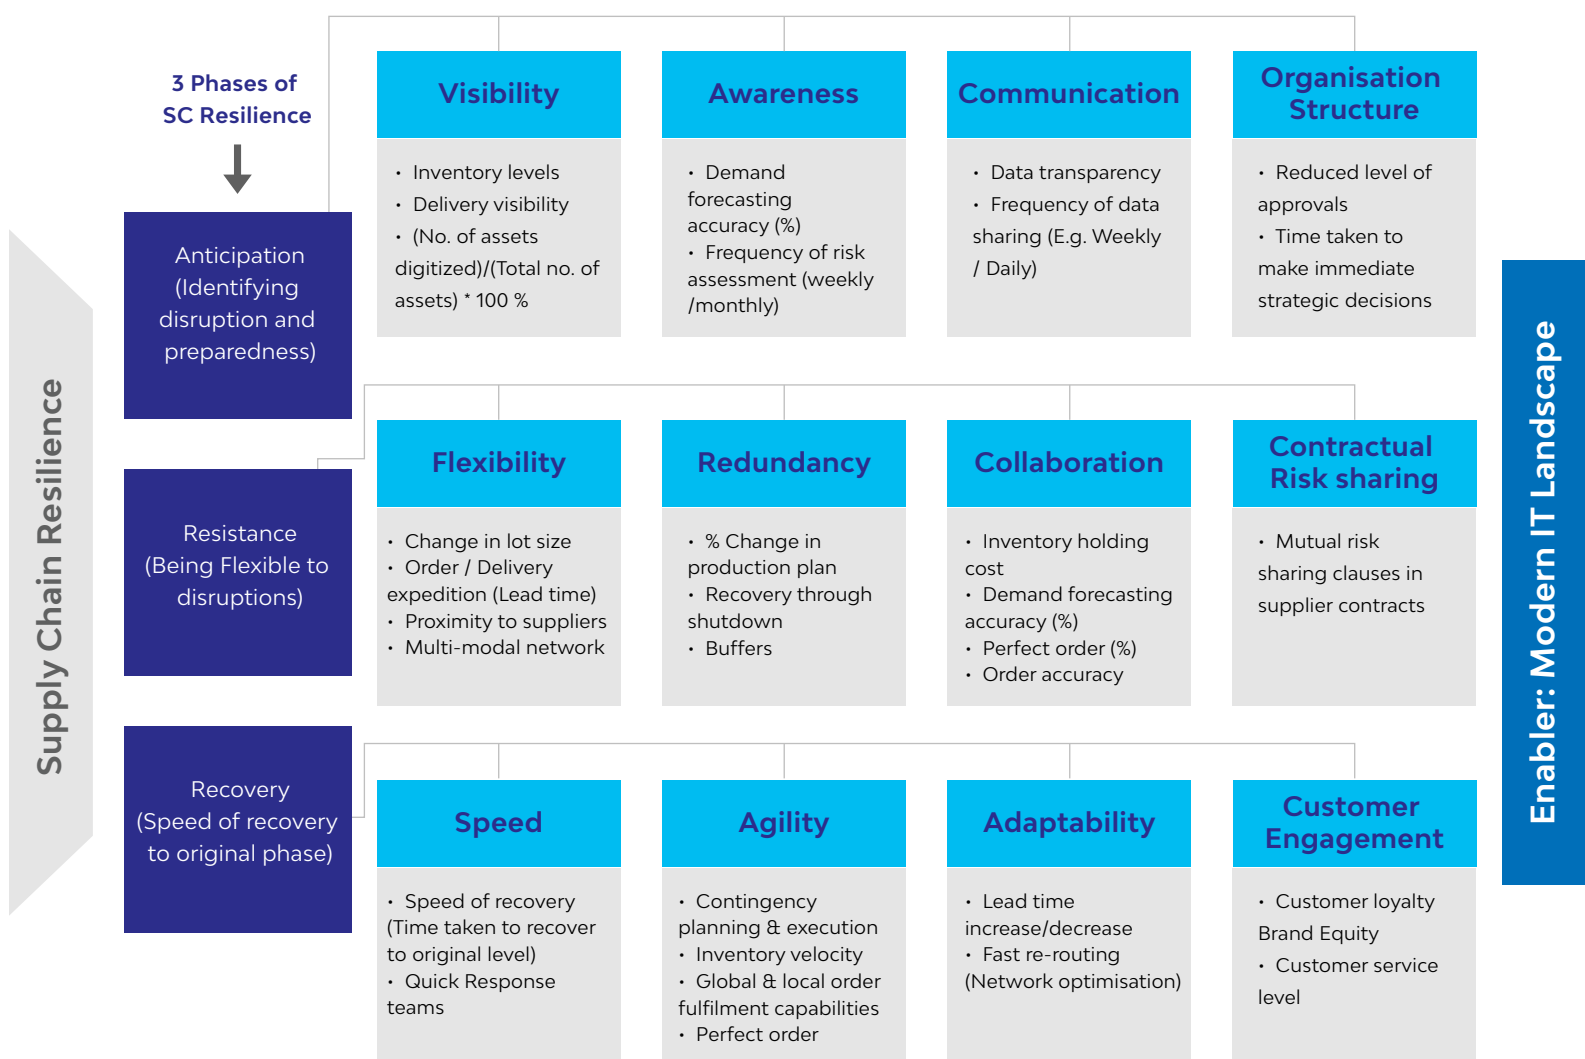 3 Phases of
SC Resilience
Supply Chain Resilience
Anticipation
(Identifying
disruption and
preparedness)
Visibility
• Inventory levels
• Delivery visibility
• (No. of assets
digitized)/(Total no. of
assets) * 100 %
Awareness
• Demand
forecasting
accuracy (%)
• Frequency of risk
assessment (weekly
/monthly)
Communication
• Data transparency
• Frequency of data
sharing (E.g. Weekly
/ Daily)
Organisation
Structure
• Reduced level of
approvals
• Time taken to
make immediate
strategic decisions
Resistance
(Being Flexible to
disruptions)
Flexibility
• Change in lot size
• Order / Delivery
expedition (Lead time)
• Proximity to suppliers
• Multi-modal network
Redundancy
• % Change in
production plan
• Recovery through
shutdown
• Buffers
Collaboration
• Inventory holding
cost
• Demand forecasting
accuracy (%)
• Perfect order (%)
• Order accuracy
Contractual
Risk sharing
• Mutual risk
sharing clauses in
supplier contracts
Recovery
(Speed of recovery
to original phase)
Speed
• Speed of recovery
(Time taken to recover
to original level)
• Quick Response
teams
Agility
• Contingency
planning & execution
• Inventory velocity
• Global & local order
fulfilment capabilities
• Perfect order
Adaptability
• Lead time
increase/decrease
• Fast re-routing
(Network optimisation)
Customer
Engagement
• Customer loyalty
Brand Equity
• Customer service
level
Enabler: Modern IT Landscape